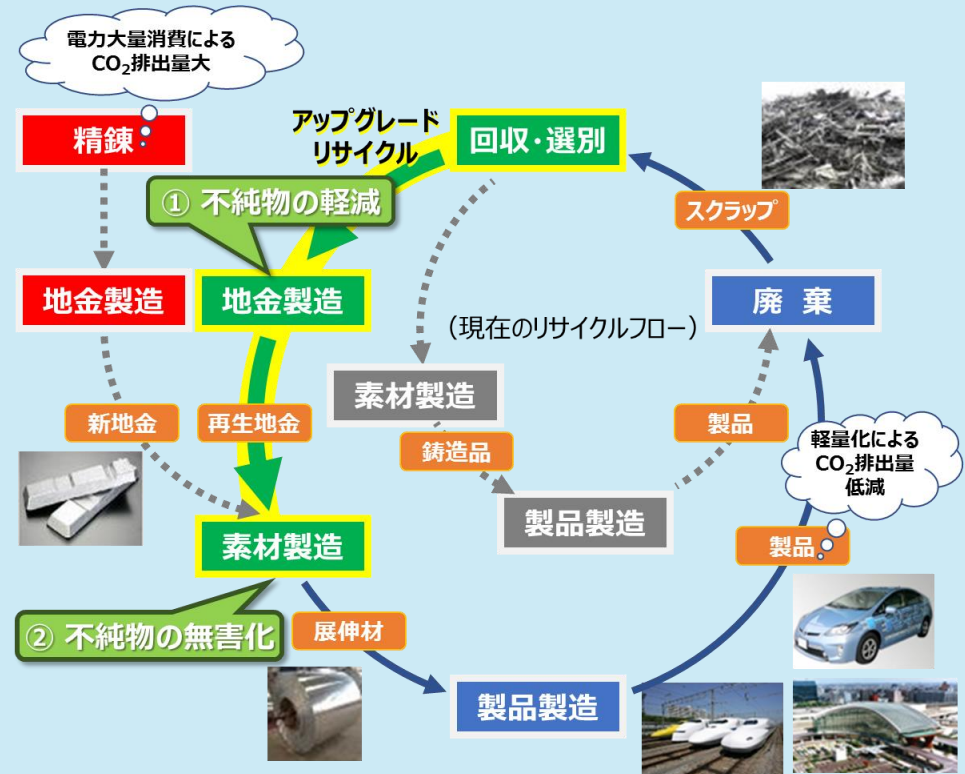 電力大量消費による
CO₂排出量大
精錬
アップグレード
リサイクル
回収・選別
① 不純物の軽減
スクラップ
地金製造
地金製造
廃 棄
（現在のリサイクルフロー）
素材製造
新地金
再生地金
鋳造品
製品
軽量化による
CO₂排出量
低減
製品製造
素材製造
製品
② 不純物の無害化
展伸材
製品製造